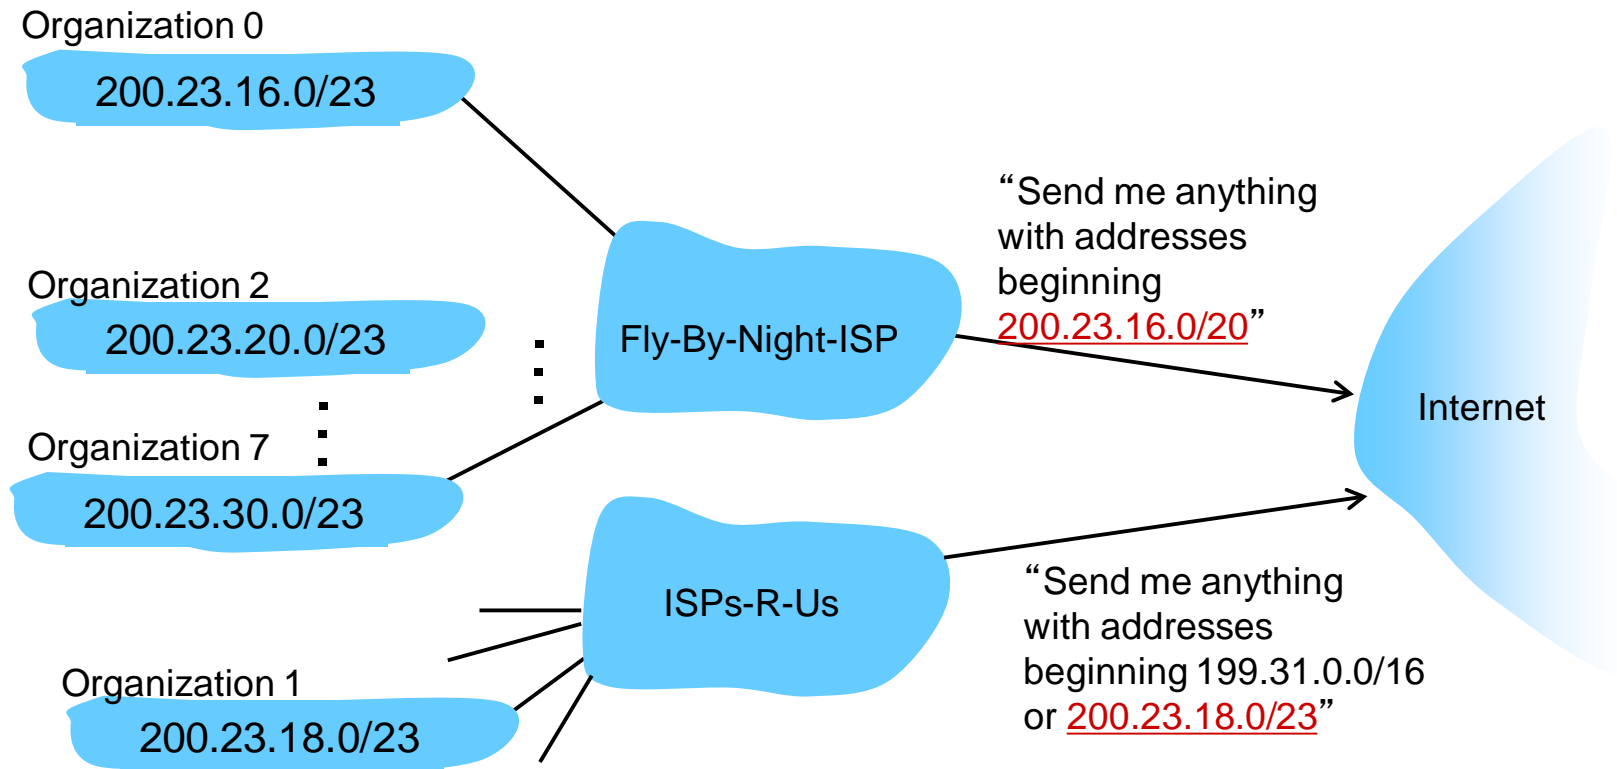 Organization 0
200.23.16.0/23
Organization 2
200.23.20.0/23
Organization 7
200.23.30.0/23
Fly-By-Night-ISP
“Send me anything
with addresses
beginning
200.23.16.0/20”
Internet
ISPs-R-Us
Organization 1
200.23.18.0/23
“Send me anything
with addresses
beginning 199.31.0.0/16
or 200.23.18.0/23”